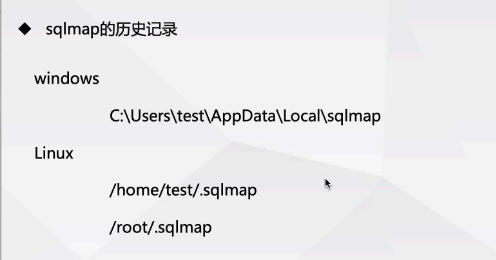 ◆ sqlmap的历史记录
windows
C:\Users\test\AppData\Local\sqlmap
Linux
/home/test/.sqlmap
/root/.sqlmap